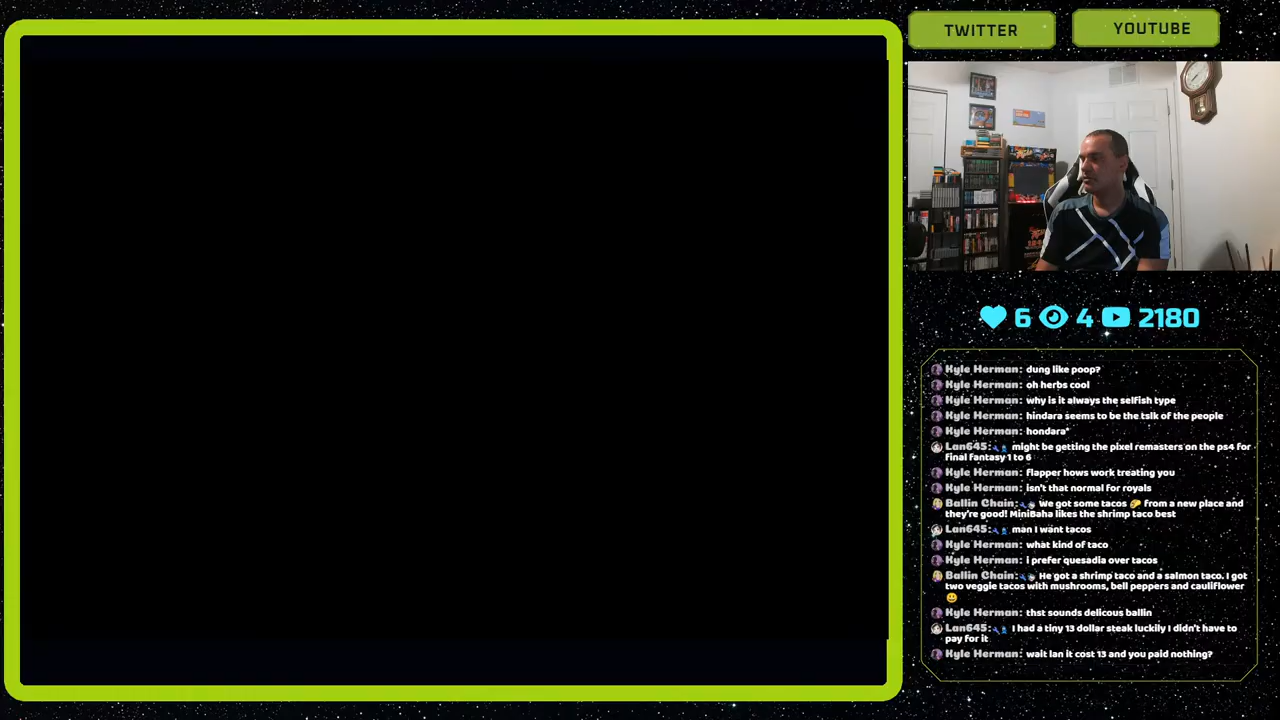 TWITTER
YOUTUBE
6 4 2180
Kyle Herman: dung like poop?
Kyle Herman: oh herbs cool
Kyle Herman: why is it always the selfish type
Kyle Herman: hindara seems to be the tslk of the people
Kyle Herman: hondara*
Lan645: might be getting the pixel remasters on the ps4 for
final fantasy 1 to 6
Kyle Herman: flapper hows work treating you
Kyle Herman: isn't that normal for royals
Ballin Chain: We got some tacos 🌮 from a new place and
they're good! MiniBaha likes the shrimp taco best
Lan645: man I want tacos
Kyle Herman: what kind of taco
Kyle Herman: i prefer quesadia over tacos
Ballin Chain: He got a shrimp taco and a salmon taco. I got
two veggie tacos with mushrooms, bell peppers and cauliflower
😃
Kyle Herman: thst sounds delicous ballin
Lan645: I had a tiny 13 dollar steak luckily I didn't have to
pay for it
Kyle Herman: wait lan it cost 13 and you paid nothing?